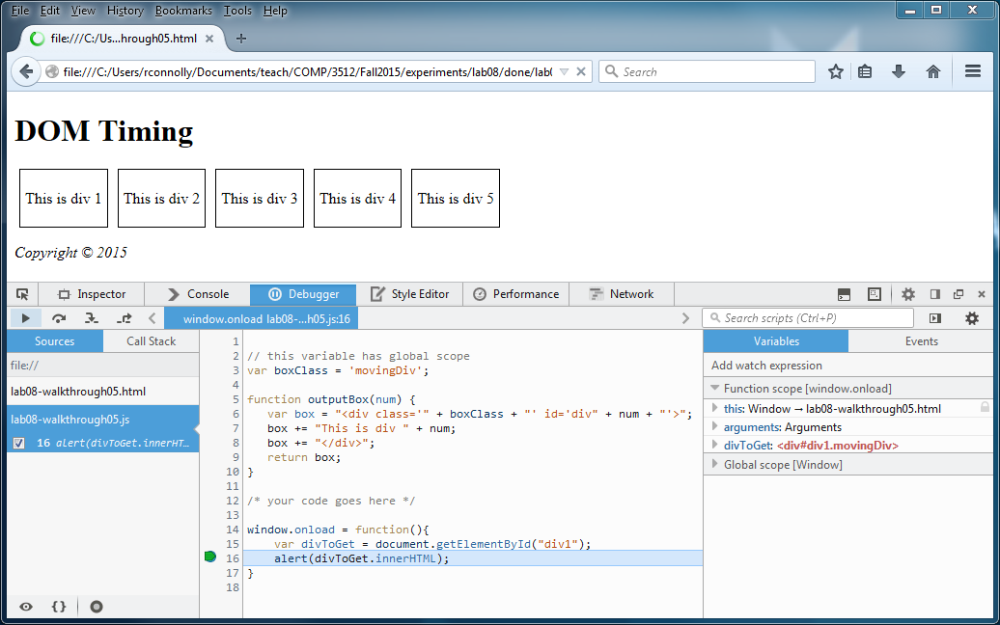 File Edit View History Bookmarks Tools Help
file:///C:/Us...hrough05.html
file:///C:/Users/rconnolly/Documents/teach/COMP/3512/Fall2015/experiments/lab08/done/lab0
Search
DOM Timing
This is div 1 This is div 2 This is div 3 This is div 4 This is div 5
Copyright © 2015
Inspector Console Debugger Style Editor Performance Network
window.onload lab08-...h05.js:16
Search scripts (Ctrl+P)
Sources Call Stack
file://
lab08-walkthrough05.html
lab08-walkthrough05.js
16 alert(divToGet.innerHT...
1
2 // this variable has global scope
3 var boxClass = 'movingDiv';
4
5 function outputBox(num) {
6 var box = "<div class='" + boxClass + "' id='div" + num + "'>";
7 box += "This is div " + num;
8 box += "</div>";
9 return box;
10 }
11
12 /* your code goes here */
13
14 window.onload = function(){
15 var divToGet = document.getElementById("div1");
16 alert(divToGet.innerHTML);
17 }
18
Variables Events
Add watch expression
Function scope [window.onload]
this: Window → lab08-walkthrough05.html
arguments: Arguments
divToGet: <div#div1.movingDiv>
Global scope [Window]
{}